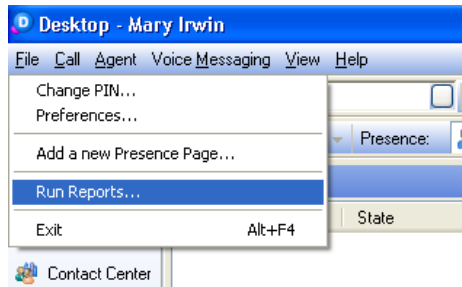 Desktop - Mary Irwin
File Call Agent Voice Messaging View Help
Change PIN...
Preferences...
Presence:
Add a new Presence Page...
Run Reports...
State
Exit Alt+F4
Contact Center